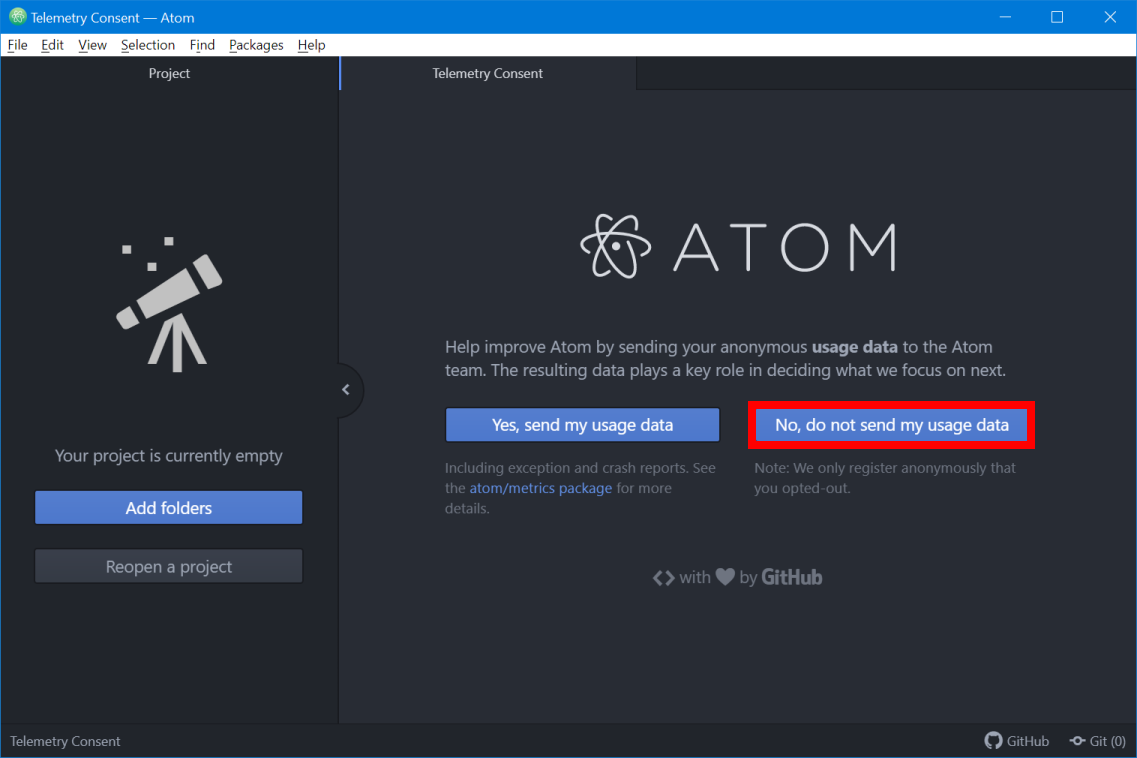 Telemetry Consent — Atom
File Edit View Selection Find Packages Help
Project
Telemetry Consent
ATOM
Help improve Atom by sending your anonymous usage data to the Atom
team. The resulting data plays a key role in deciding what we focus on next.
Yes, send my usage data
No, do not send my usage data
Including exception and crash reports. See
the atom/metrics package for more
details.
Note: We only register anonymously that
you opted-out.
Your project is currently empty
Add folders
Reopen a project
with by GitHub
Telemetry Consent
GitHub
Git (0)